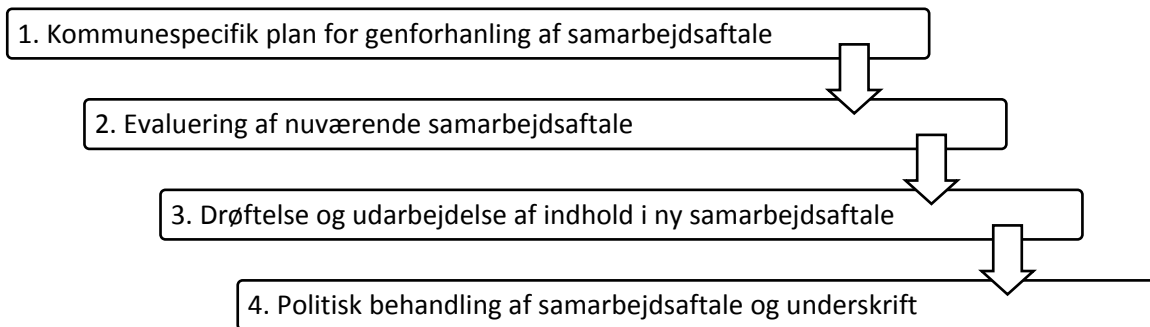 1. Kommunespecifik plan for genforhanling af samarbejdsaftale
2. Evaluering af nuværende samarbejdsaftale
3. Drøftelse og udarbejdelse af indhold i ny samarbejdsaftale
4. Politisk behandling af samarbejdsaftale og underskrift